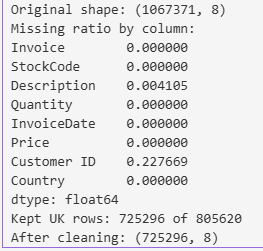 Original shape: (1067371, 8)
Missing ratio by column:
Invoice 0.000000
StockCode 0.000000
Description 0.004105
Quantity 0.000000
InvoiceDate 0.000000
Price 0.000000
Customer ID 0.227669
Country 0.000000
dtype: float64
Kept UK rows: 725296 of 805620
After cleaning: (725296, 8)